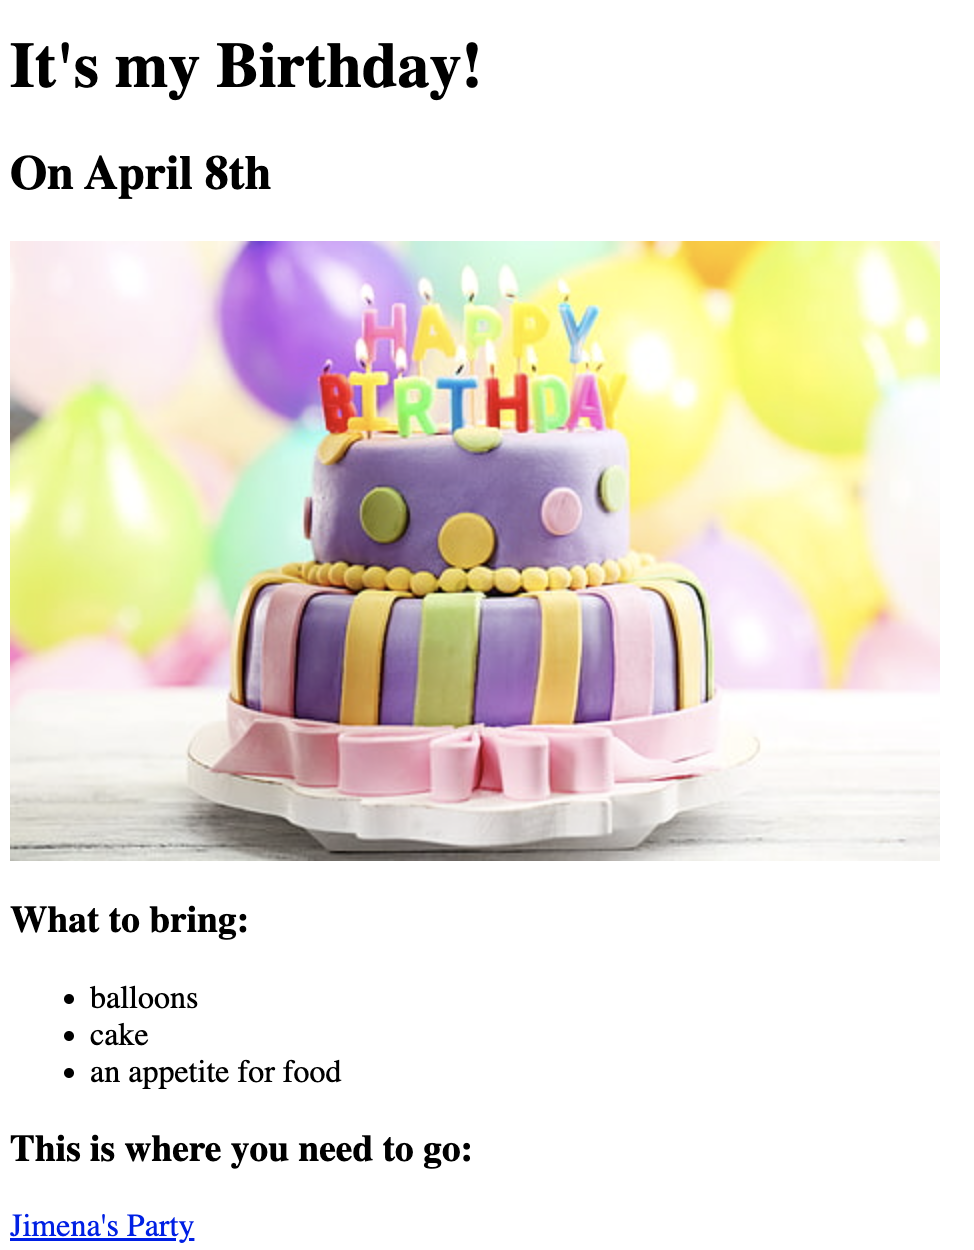 It's my Birthday!
On April 8th
HAPPY
BIRTHDAY
What to bring:
balloons
cake
an appetite for food
This is where you need to go:
Jimena's Party